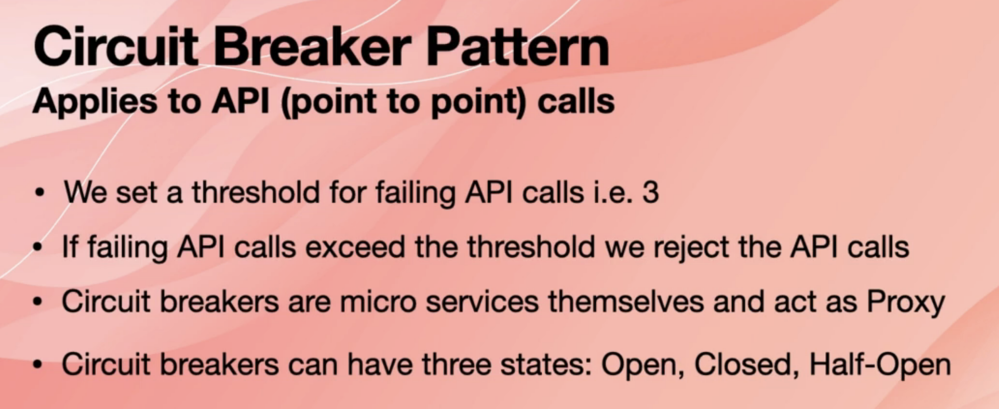 Circuit Breaker Pattern
Applies to API (point to point) calls
• We set a threshold for failing API calls i.e. 3
• If failing API calls exceed the threshold we reject the API calls
• Circuit breakers are micro services themselves and act as Proxy
• Circuit breakers can have three states: Open, Closed, Half-Open